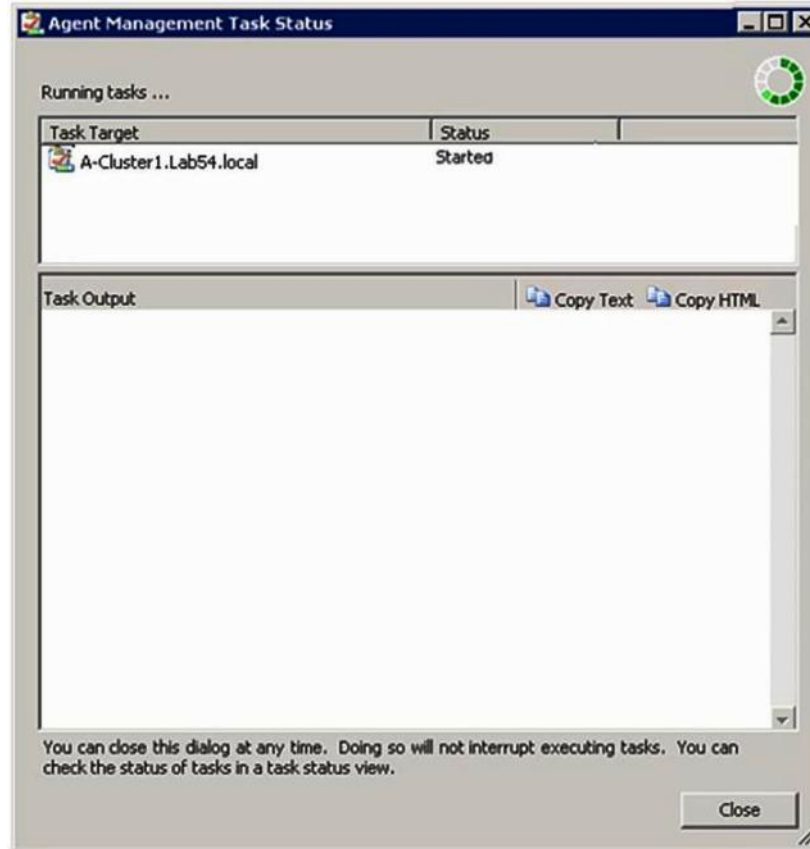 Agent Management Task Status
Running tasks ...
Task Target Status
A-Cluster1.Lab54.local Started
Task Output Copy Text Copy HTML
You can close this dialog at any time. Doing so will not interrupt executing tasks. You can
check the status of tasks in a task status view.
Close